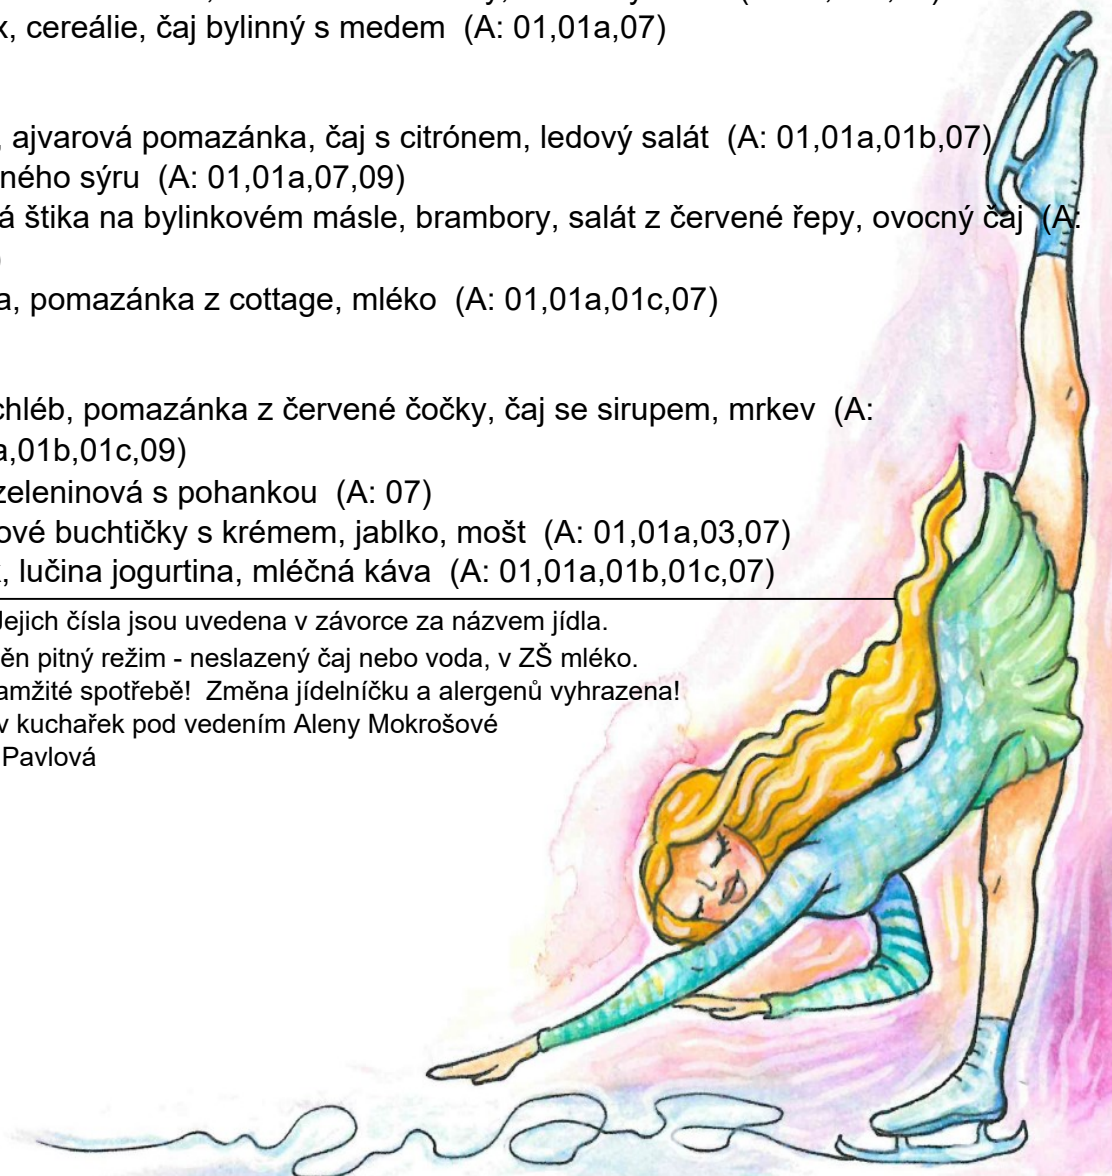 x, cereálie, čaj bylinný s medem (A: 01,01a,07)
, ajvarová pomazánka, čaj s citrónem, ledový salát (A: 01,01a,01b,07)
ného sýru (A: 01,01a,07,09)
á štika na bylinkovém másle, brambory, salát z červené řepy, ovocný čaj (A:
)
a, pomazánka z cottage, mléko (A: 01,01a,01c,07)
chléb, pomazánka z červené čočky, čaj se sirupem, mrkev (A:
a,01b,01c,09)
zeleninová s pohankou (A: 07)
ové buchtičky s krémem, jablko, mošt (A: 01,01a,03,07)
, lučina jogurtina, mléčná káva (A: 01,01a,01b,01c,07)
Jejich čísla jsou uvedena v závorce za názvem jídla.
ěn pitný režim - neslazený čaj nebo voda, v ZŠ mléko.
amžité spotřebě! Změna jídelníčku a alergenů vyhrazena!
v kuchařek pod vedením Aleny Mokrošové
Pavlová